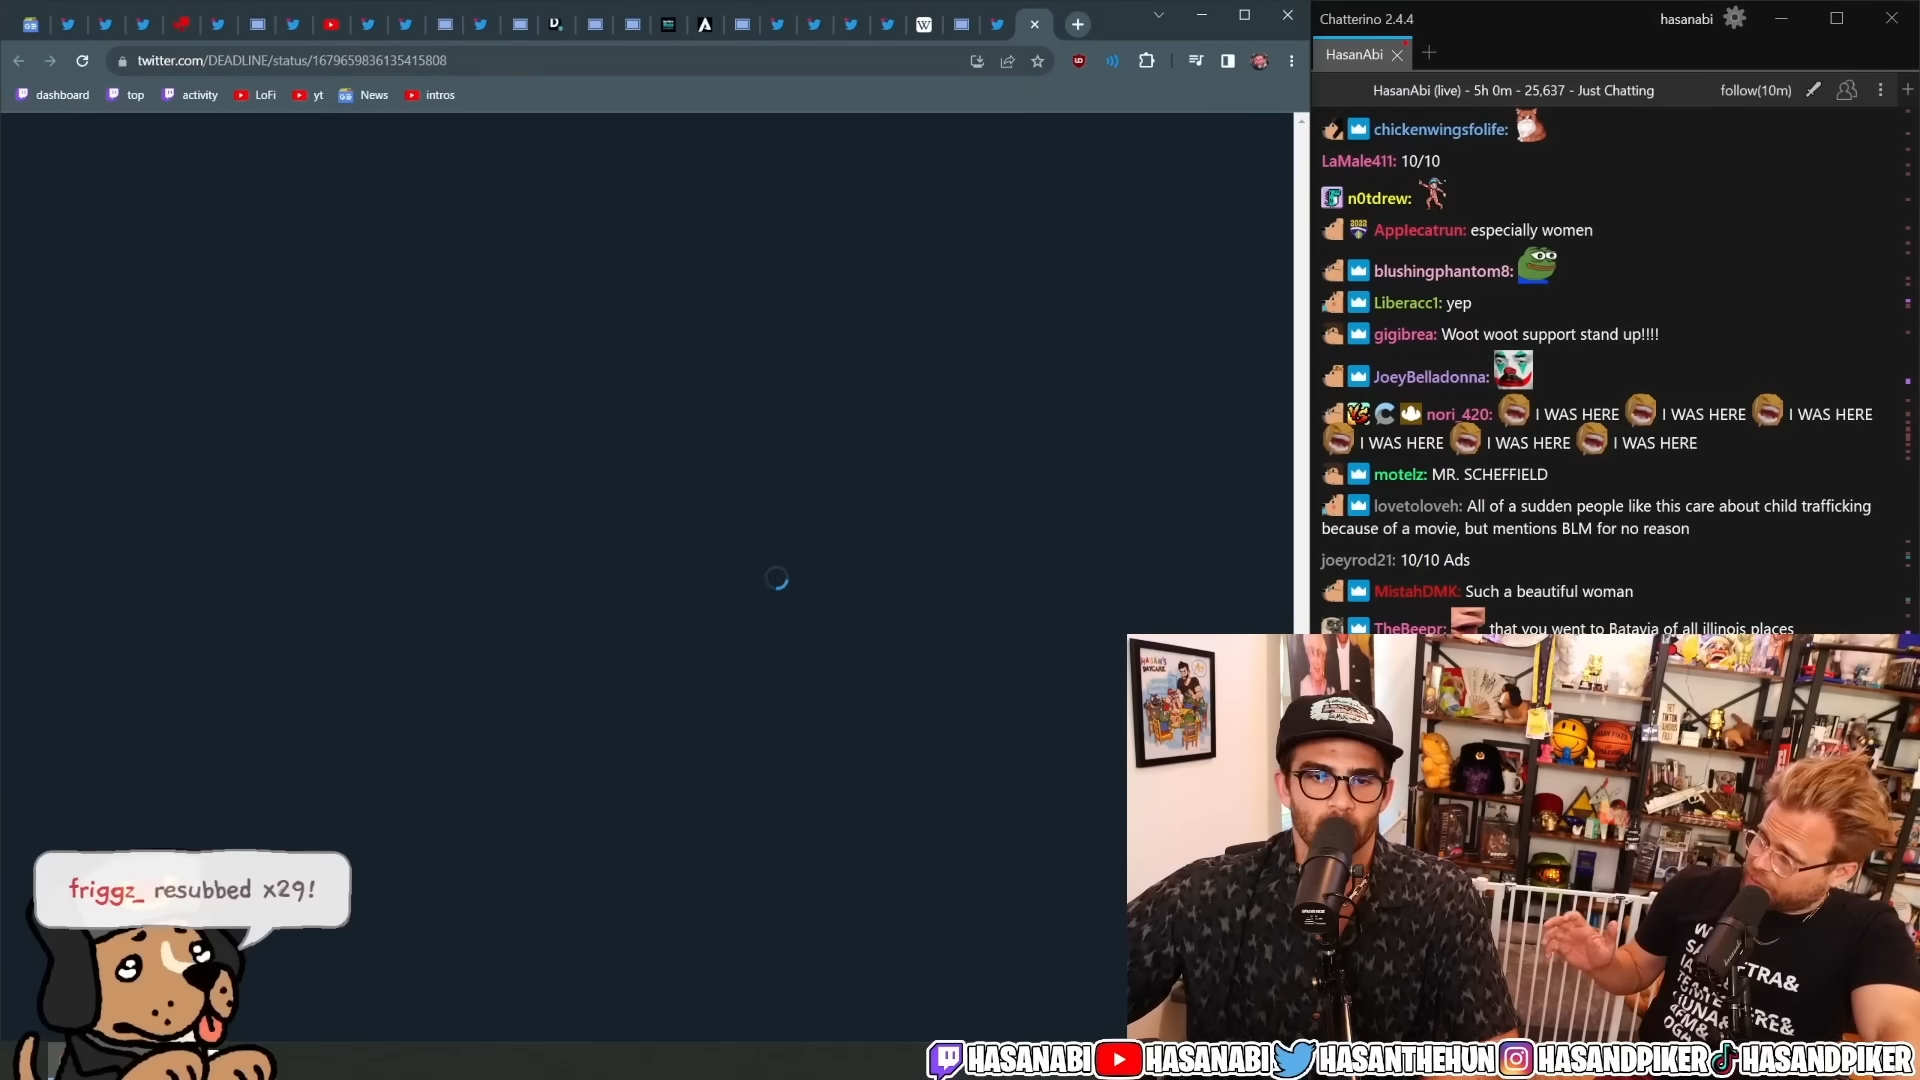 twitter.com/DEADLINE/status/1679659836135415808
dashboard
top
activity
LoFi
yt
News
intros
Chatterino 2.4.4
hasanabi
HasanAbi
HasanAbi (live) - 5h 0m - 25,637 - Just Chatting
follow(10m)
chickenwingsfolife:
LaMale411: 10/10
n0tdrew:
Applecatrun: especially women
blushingphantom8:
Liberacc1: yep
gigibrea: Woot woot support stand up!!!!
JoeyBelladonna:
nori_420: I WAS HERE I WAS HERE I WAS HERE
I WAS HERE I WAS HERE I WAS HERE
motelz: MR. SCHEFFIELD
lovetoloveh: All of a sudden people like this care about child trafficking
because of a movie, but mentions BLM for no reason
joeyrod21: 10/10 Ads
MistahDMK: Such a beautiful woman
TheBeepr: that you went to Batavia of all illinois places
HASAN'S
DAYCARE
friggz_ resubbed x29!
HASANABI
HASANABI
HASANTHEHUN
HASANDPIKER
HASANDPIKER